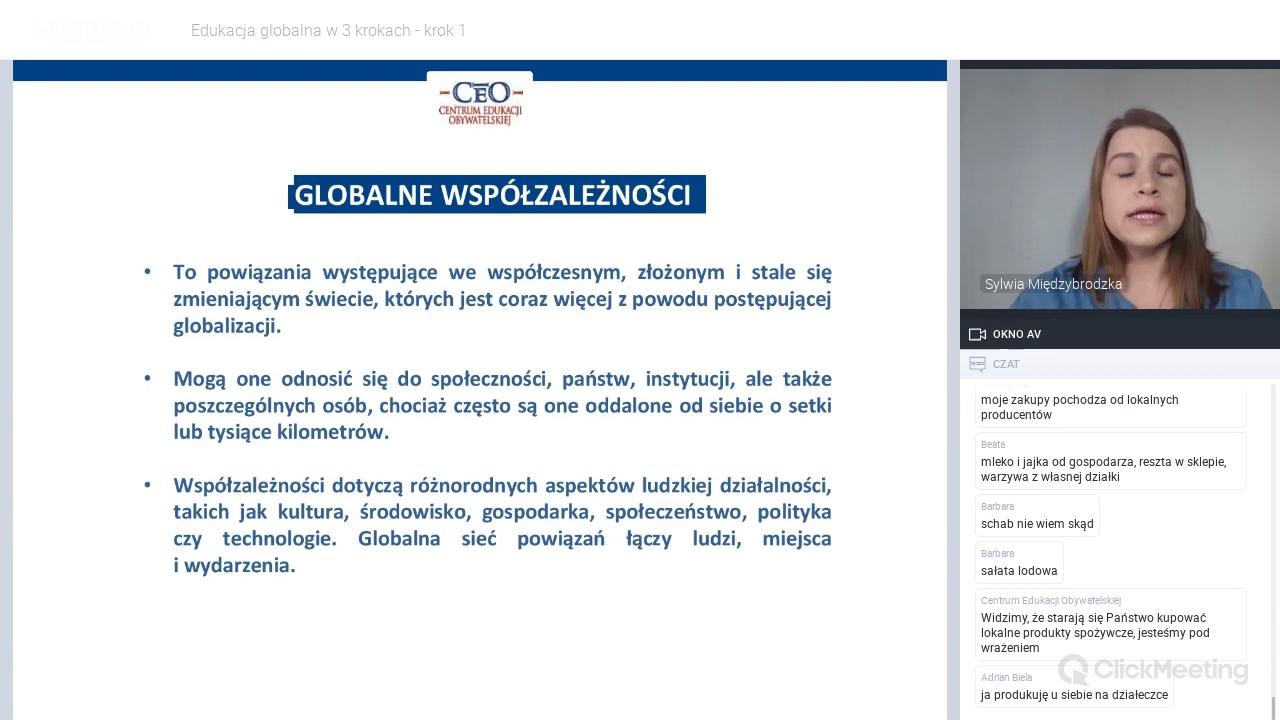 Edukacja globalna w 3 krokach - krok 1
CEO
CENTRUM EDUKACJI
OBYWATELSKIEJ
GLOBALNE WSPÓŁZALEŻNOŚCI
• To powiązania występujące we współczesnym, złożonym i stale się
zmieniającym świecie, których jest coraz więcej z powodu postępującej
globalizacji.
• Mogą one odnosić się do społeczności, państw, instytucji, ale także
poszczególnych osób, chociaż często są one oddalone od siebie o setki
lub tysiące kilometrów.
• Współzależności dotyczą różnorodnych aspektów ludzkiej działalności,
takich jak kultura, środowisko, gospodarka, społeczeństwo, polityka
czy technologie. Globalna sieć powiązań łączy ludzi, miejsca
i wydarzenia.
Sylwia Międzybrodzka
OKNO AV
CZAT
moje zakupy pochodza od lokalnych
producentów
Beata
mleko i jajka od gospodarza, reszta w sklepie,
warzywa z własnej działki
Barbara
schab nie wiem skąd
Barbara
sałata lodowa
Centrum Edukacji Obywatelskiej
Widzimy, że starają się Państwo kupować
lokalne produkty spożywcze, jesteśmy pod
wrażeniem
ClickMeeting
Adrian Biela
ja produkuję u siebie na działeczce